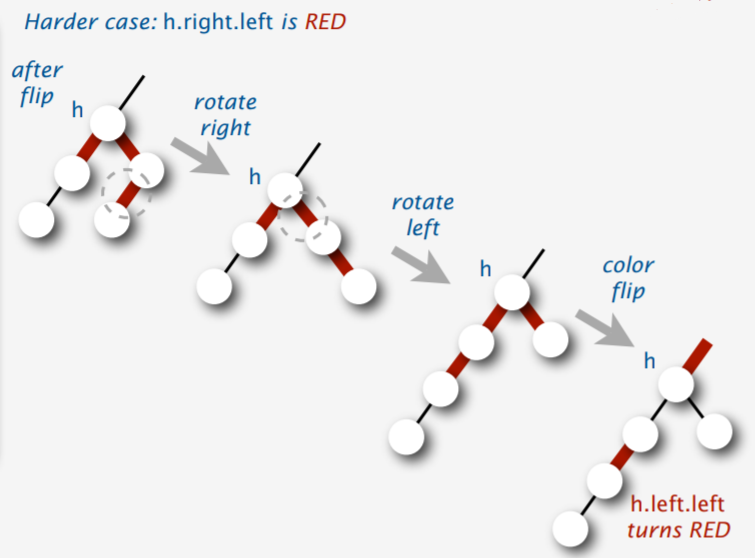 Harder case: h.right.left is RED
after
flip
h
rotate
right
h
rotate
left
h
color
flip
h
h.left.left
turns RED